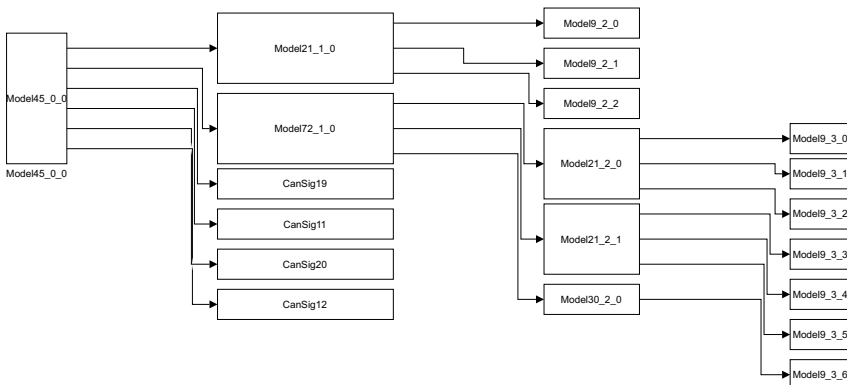 Model45_0_0
Model45_0_0
Model21_1_0
Model72_1_0
CanSig19
CanSig11
CanSig20
CanSig12
Model9_2_0
Model9_2_1
Model9_2_2
Model21_2_0
Model21_2_1
Model30_2_0
Model9_3_0
Model9_3_1
Model9_3_2
Model9_3_3
Model9_3_4
Model9_3_5
Model9_3_6